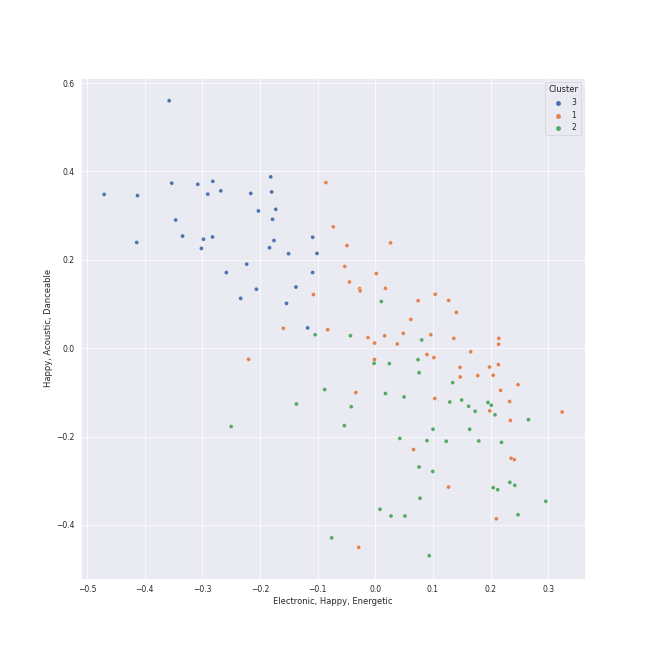 Cluster
3
1
2
0.6
0.4
0.2
0.0
−0.2
−0.4
Happy, Acoustic, Danceable
−0.5 −0.4 −0.3 −0.2 −0.1 0.0 0.1 0.2 0.3
Electronic, Happy, Energetic